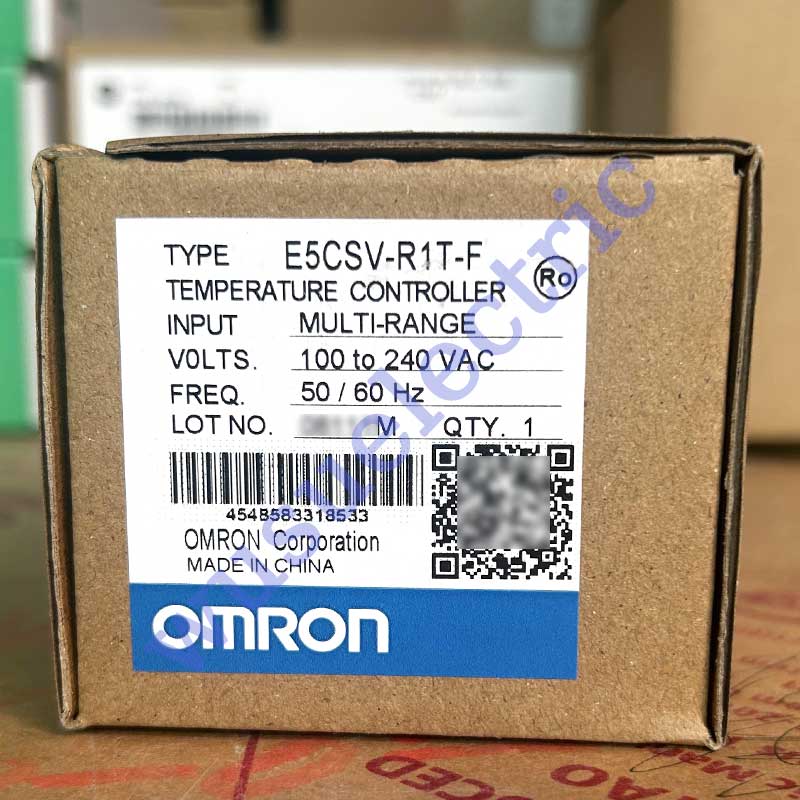 TYPE E5CSV-R1T-F
TEMPERATURE CONTROLLER Ro
INPUT MULTI-RANGE
VOLTS. 100 to 240 VAC
FREQ. 50 / 60 Hz
LOT NO. M QTY. 1
4548583318533
OMRON Corporation
MADE IN CHINA
OMRON
wusuelectric